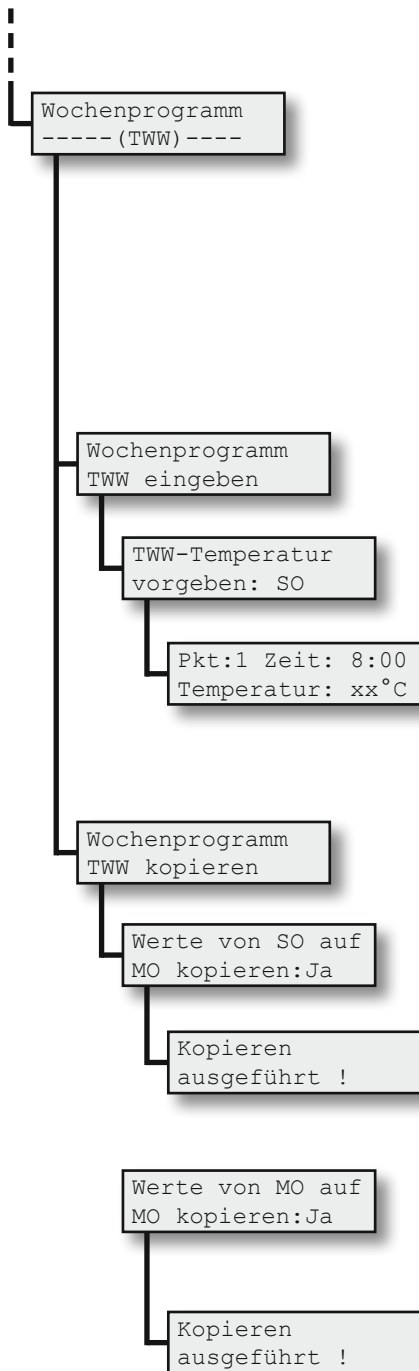 Wochenprogramm
-----(TWW)----
Wochenprogramm
TWW eingeben
TWW-Temperatur
vorgeben: SO
Pkt:1 Zeit: 8:00
Temperatur: xx°C
Wochenprogramm
TWW kopieren
Werte von SO auf
MO kopieren:Ja
Kopieren
ausgeführt !
Werte von MO auf
MO kopieren:Ja
Kopieren
ausgeführt !